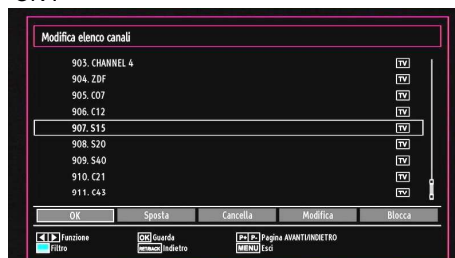 Modifica elenco canali
903. CHANNEL 4 TV
904. ZDF TV
905. C07 TV
906. C12 TV
907. S15 TV
908. S20 TV
909. S40 TV
910. C21 TV
911. C43 TV
OK Sposta Cancella Modifica Blocca
Funzione OK Guarda P+ P- Pagina AVANTI/INDIETRO
Filtro RET/BACK Indietro MENU Esci